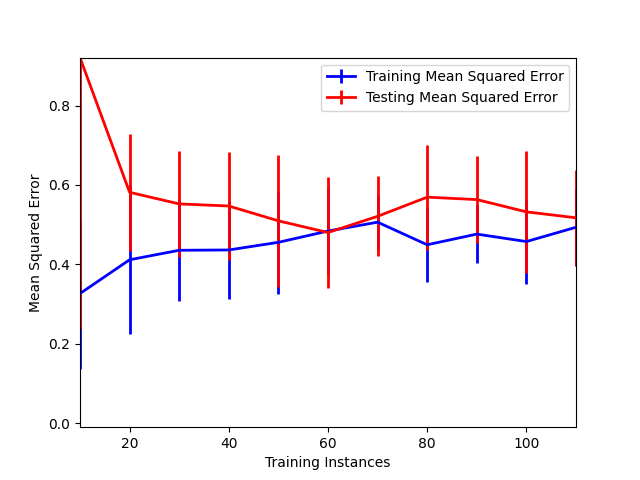 Training Mean Squared Error
Testing Mean Squared Error
0.8
0.6
0.4
0.2
0.0
Mean Squared Error
20 40 60 80 100
Training Instances